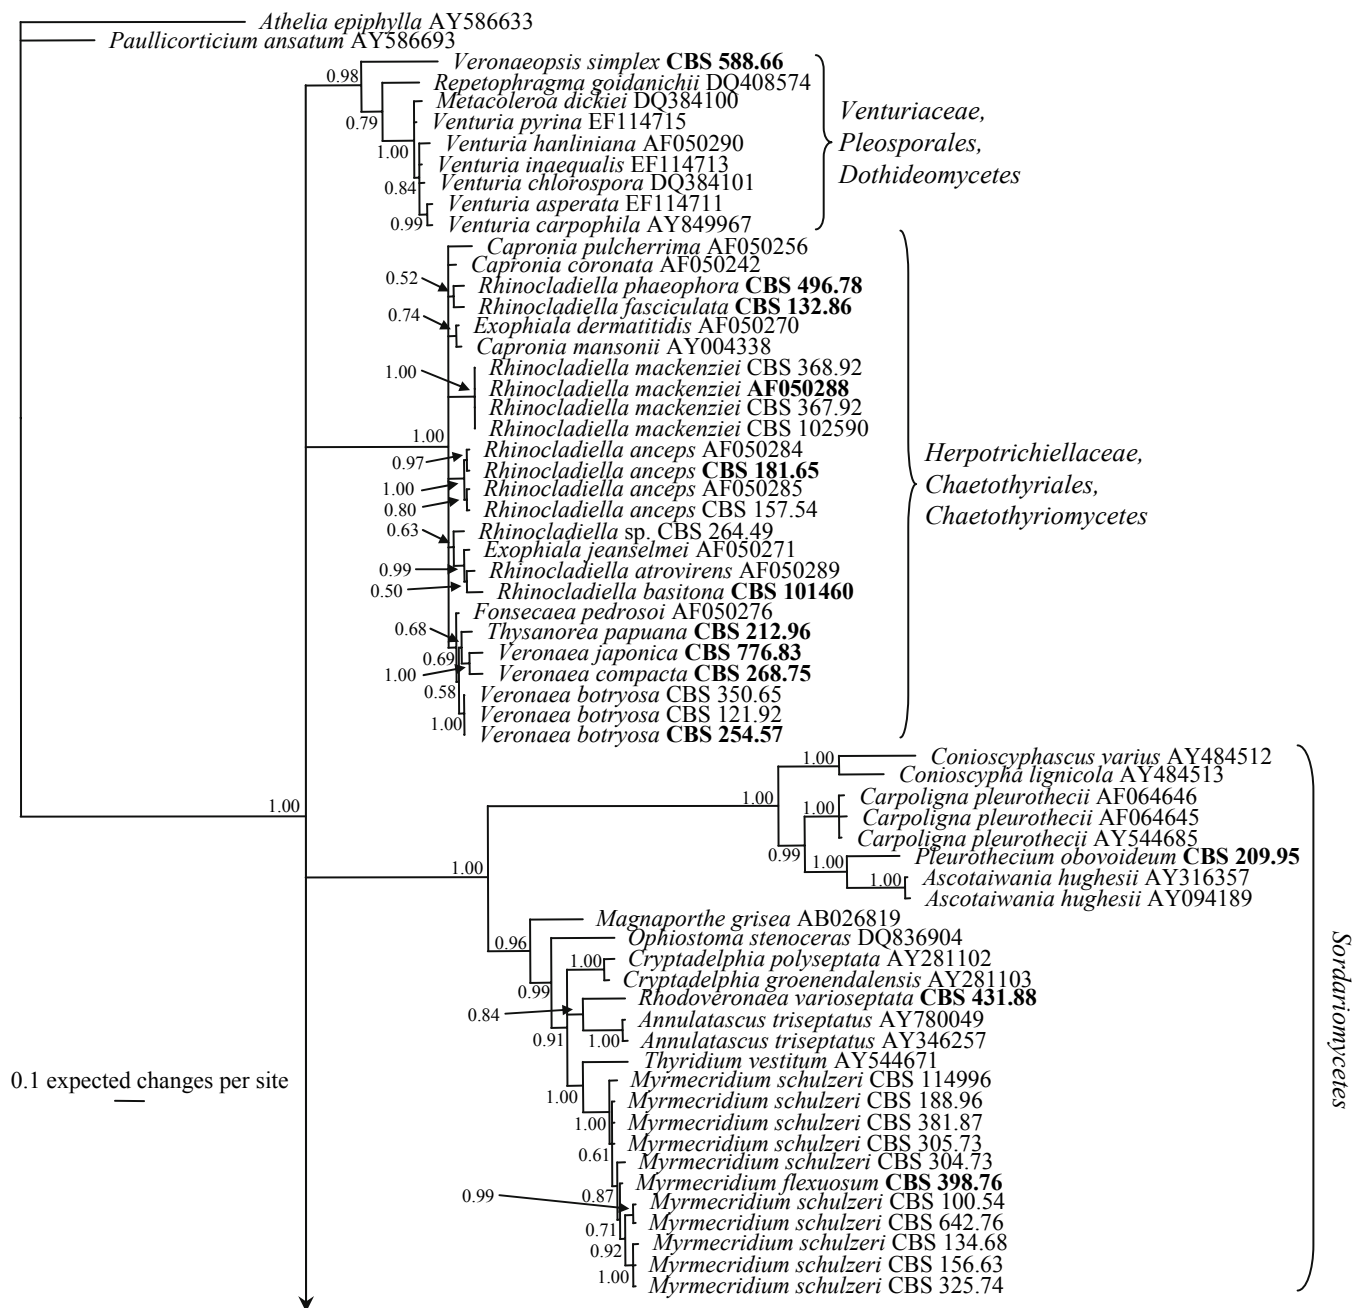 Athelia epiphylla AY586633
Paullicorticium ansatum AY586693
Veronaeopsis simplex CBS 588.66
0.98
Repetophragma goidanichii DQ408574
Metacoleroa dickiei DQ384100
Venturia pyrina EF114715
0.79
Venturia hanliniana AF050290
1.00
Venturia inaequalis EF114713
Venturia chlorospora DQ384101
0.84
Venturia asperata EF114711
0.99
Venturia carpophila AY849967
Venturiaceae,
Pleosporales,
Dothideomycetes
Capronia pulcherrima AF050256
Capronia coronata AF050242
0.52
Rhinocladiella phaeophora CBS 496.78
Rhinocladiella fasciculata CBS 132.86
0.74
Exophiala dermatitidis AF050270
Capronia mansonii AY004338
Rhinocladiella mackenziei CBS 368.92
1.00
Rhinocladiella mackenziei AF050288
Rhinocladiella mackenziei CBS 367.92
Rhinocladiella mackenziei CBS 102590
1.00
Rhinocladiella anceps AF050284
0.97
Rhinocladiella anceps CBS 181.65
1.00
Rhinocladiella anceps AF050285
0.80
Rhinocladiella anceps CBS 157.54
0.63
Rhinocladiella sp. CBS 264.49
Exophiala jeanselmei AF050271
0.99
Rhinocladiella atrovirens AF050289
0.50
Rhinocladiella basitona CBS 101460
Fonsecaea pedrosoi AF050276
0.68
Thysanorea papuana CBS 212.96
0.69
Veronaea japonica CBS 776.83
1.00
Veronaea compacta CBS 268.75
0.58
Veronaea botryosa CBS 350.65
Veronaea botryosa CBS 121.92
1.00
Veronaea botryosa CBS 254.57
Herpotrichiellaceae,
Chaetothyriales,
Chaetothyriomycetes
1.00
Conioscyphascus varius AY484512
1.00
Conioscypha lignicola AY484513
1.00
Carpoligna pleurothecii AF064646
1.00
Carpoligna pleurothecii AF064645
Carpoligna pleurothecii AY544685
0.99
Pleurothecium obovoideum CBS 209.95
1.00
1.00
Ascotaiwania hughesii AY316357
1.00
Ascotaiwania hughesii AY094189
Magnaporthe grisea AB026819
0.96
Ophiostoma stenoceras DQ836904
Cryptadelphia polyseptata AY281102
1.00
Cryptadelphia groenendalensis AY281103
0.99
Rhodoveronaea varioseptata CBS 431.88
0.84
Annulatascus triseptatus AY780049
0.91
1.00
Annulatascus triseptatus AY346257
Thyridium vestitum AY544671
Myrmecridium schulzeri CBS 114996
1.00
Myrmecridium schulzeri CBS 188.96
1.00
Myrmecridium schulzeri CBS 381.87
Myrmecridium schulzeri CBS 305.73
0.61
Myrmecridium schulzeri CBS 304.73
Myrmecridium flexuosum CBS 398.76
0.99
0.87
Myrmecridium schulzeri CBS 100.54
Myrmecridium schulzeri CBS 642.76
0.71
Myrmecridium schulzeri CBS 134.68
0.92
Myrmecridium schulzeri CBS 156.63
1.00
Myrmecridium schulzeri CBS 325.74
Sordariomycetes
0.1 expected changes per site